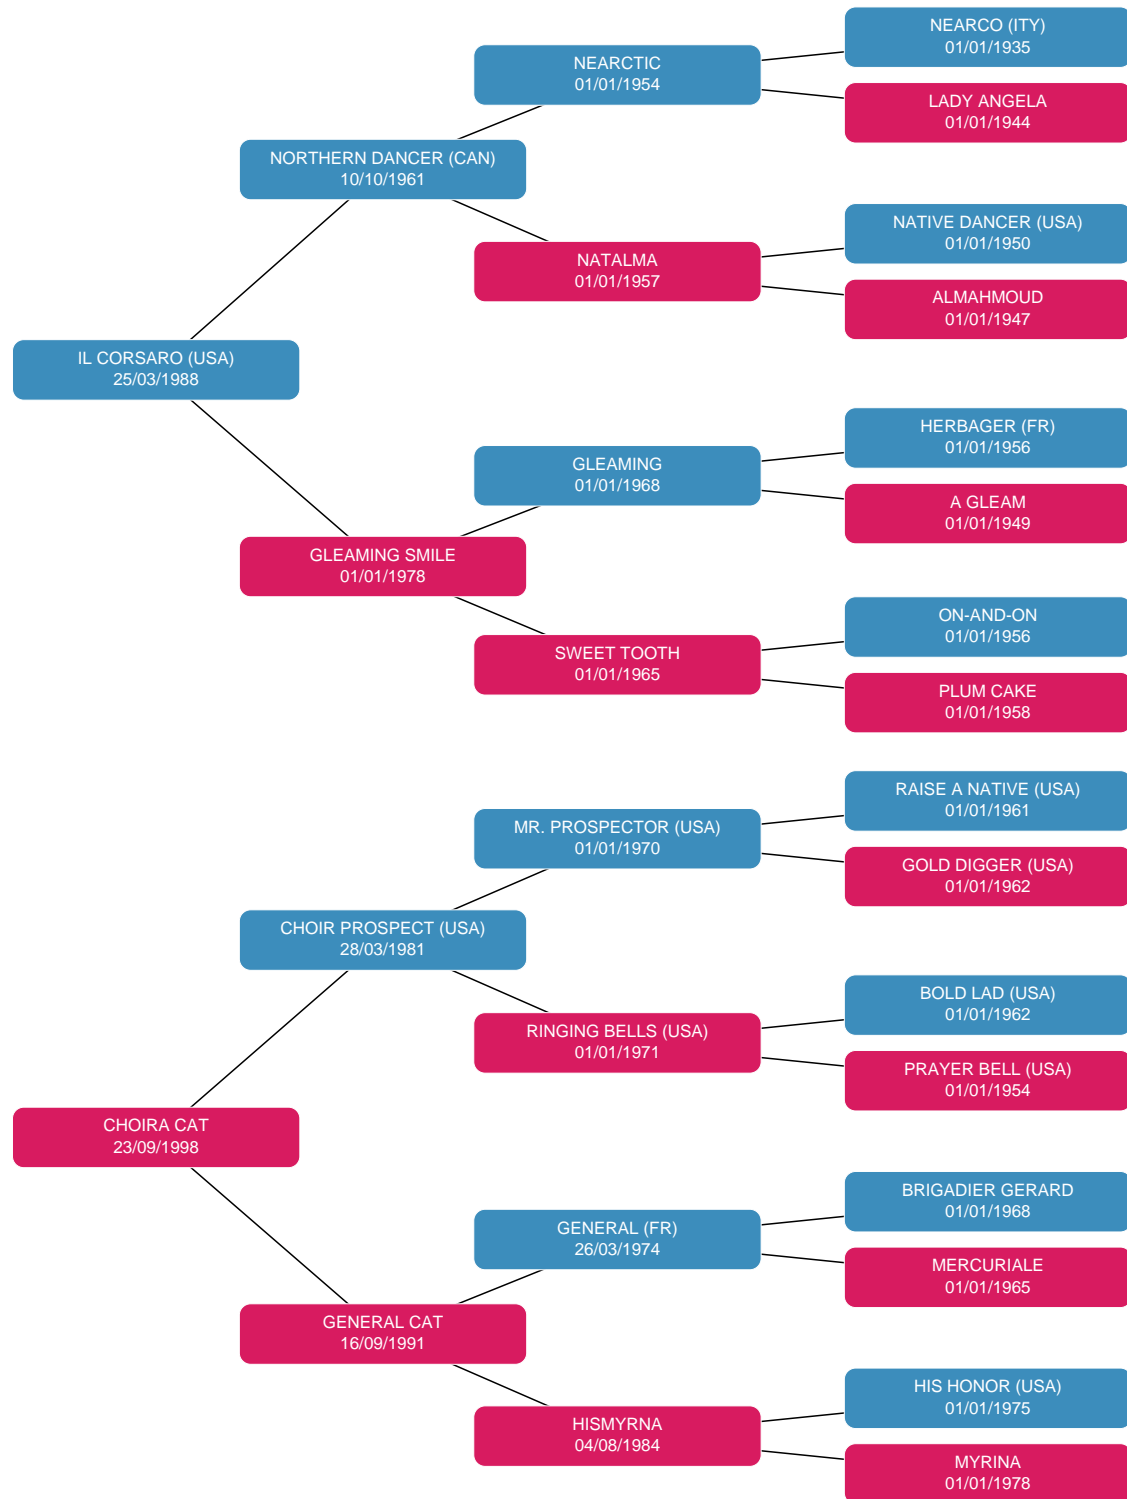 NEARCO (ITY)
01/01/1935
NEARCTIC
01/01/1954
LADY ANGELA
01/01/1944
NORTHERN DANCER (CAN)
10/10/1961
NATIVE DANCER (USA)
01/01/1950
NATALMA
01/01/1957
ALMAHMOUD
01/01/1947
IL CORSARO (USA)
25/03/1988
HERBAGER (FR)
01/01/1956
GLEAMING
01/01/1968
A GLEAM
01/01/1949
GLEAMING SMILE
01/01/1978
ON-AND-ON
01/01/1956
SWEET TOOTH
01/01/1965
PLUM CAKE
01/01/1958
RAISE A NATIVE (USA)
01/01/1961
MR. PROSPECTOR (USA)
01/01/1970
GOLD DIGGER (USA)
01/01/1962
CHOIR PROSPECT (USA)
28/03/1981
BOLD LAD (USA)
01/01/1962
RINGING BELLS (USA)
01/01/1971
PRAYER BELL (USA)
01/01/1954
CHOIRA CAT
23/09/1998
BRIGADIER GERARD
01/01/1968
GENERAL (FR)
26/03/1974
MERCURIALE
01/01/1965
GENERAL CAT
16/09/1991
HIS HONOR (USA)
01/01/1975
HISMYRNA
04/08/1984
MYRINA
01/01/1978